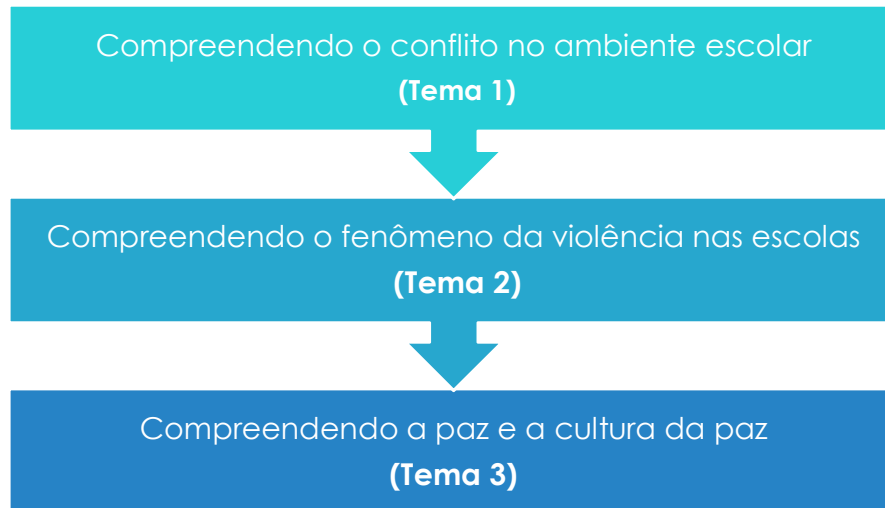 Compreendendo o conflito no ambiente escolar
(Tema 1)
Compreendendo o fenômeno da violência nas escolas
(Tema 2)
Compreendendo a paz e a cultura da paz
(Tema 3)